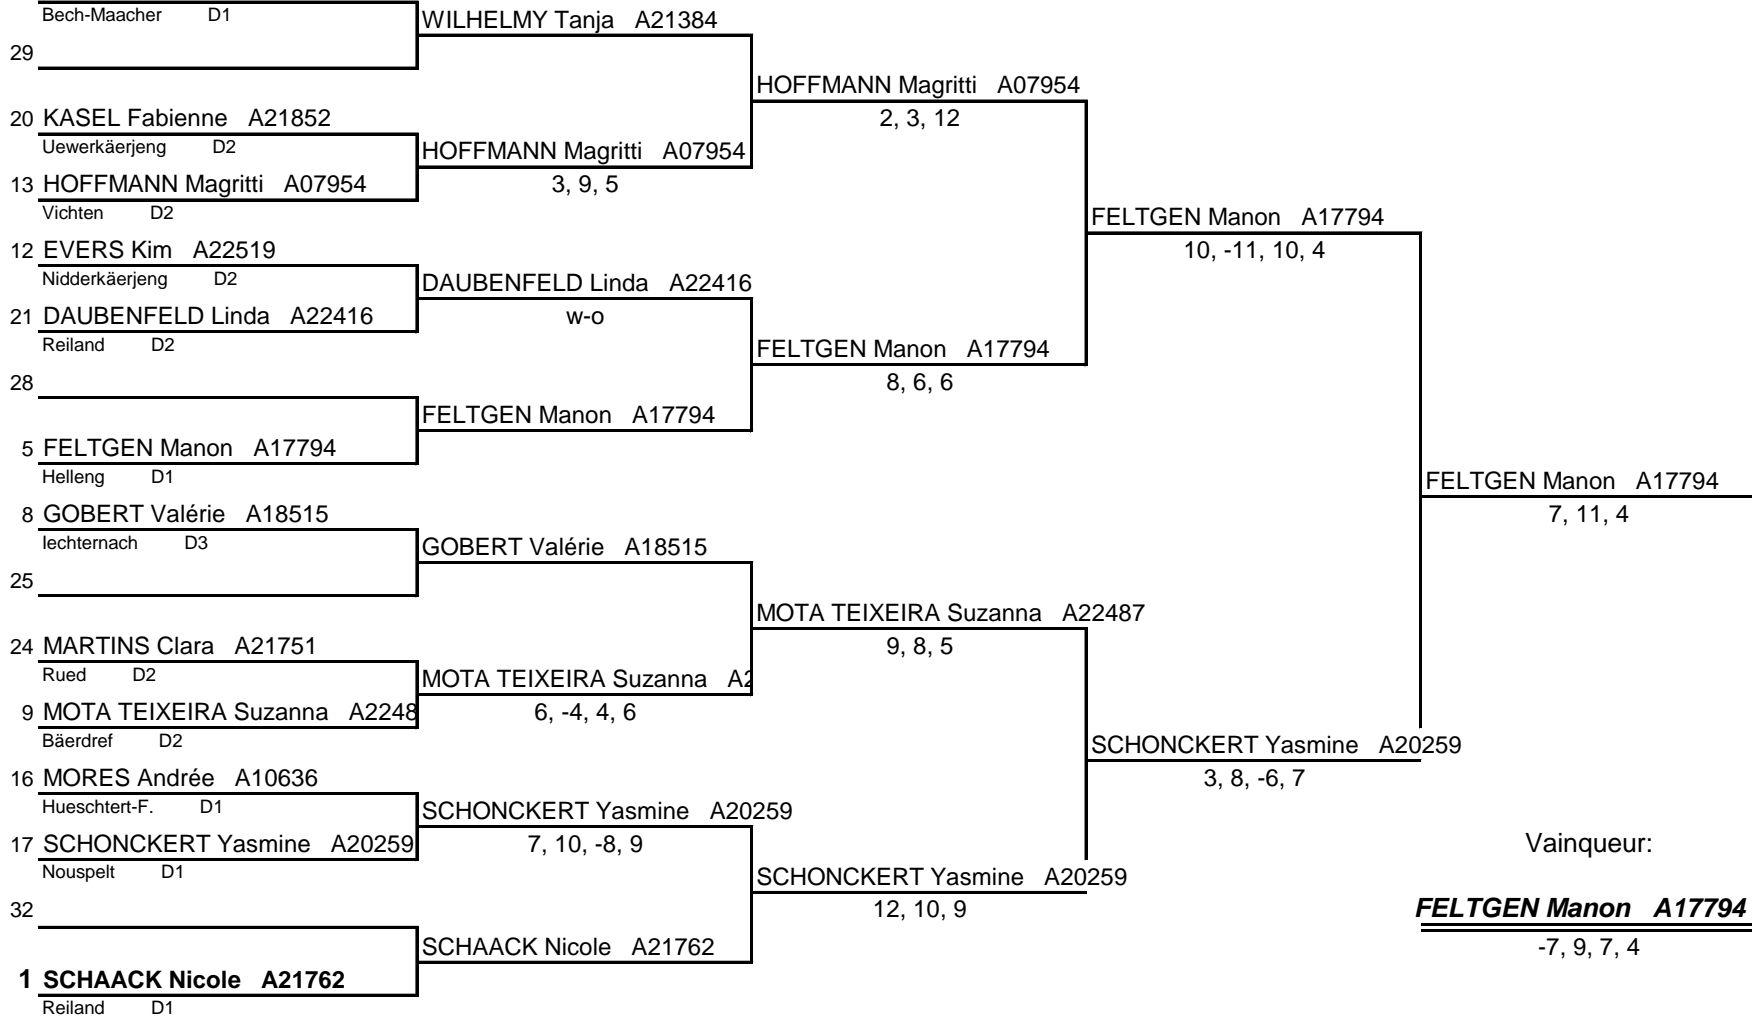 Bech-Maacher D1
WILHELMY Tanja A21384
29
HOFFMANN Magritti A07954
2, 3, 12
20 KASEL Fabienne A21852
Uewerkäerjeng D2
HOFFMANN Magritti A07954
3, 9, 5
13 HOFFMANN Magritti A07954
Vichten D2
FELTGEN Manon A17794
10, -11, 10, 4
12 EVERS Kim A22519
Nidderkäerjeng D2
DAUBENFELD Linda A22416
w-o
21 DAUBENFELD Linda A22416
Reiland D2
FELTGEN Manon A17794
8, 6, 6
28
FELTGEN Manon A17794
5 FELTGEN Manon A17794
Helleng D1
FELTGEN Manon A17794
7, 11, 4
8 GOBERT Valérie A18515
Iechternach D3
GOBERT Valérie A18515
25
MOTA TEIXEIRA Suzanna A22487
9, 8, 5
24 MARTINS Clara A21751
Rued D2
MOTA TEIXEIRA Suzanna A2
6, -4, 4, 6
9 MOTA TEIXEIRA Suzanna A2248
Bäerdref D2
SCHONCKERT Yasmine A20259
3, 8, -6, 7
16 MORES Andrée A10636
Hueschtert-F. D1
SCHONCKERT Yasmine A20259
7, 10, -8, 9
17 SCHONCKERT Yasmine A20259
Nouspelt D1
Vainqueur:
SCHONCKERT Yasmine A20259
12, 10, 9
32
FELTGEN Manon A17794
-7, 9, 7, 4
SCHAACK Nicole A21762
1 SCHAACK Nicole A21762
Reiland D1